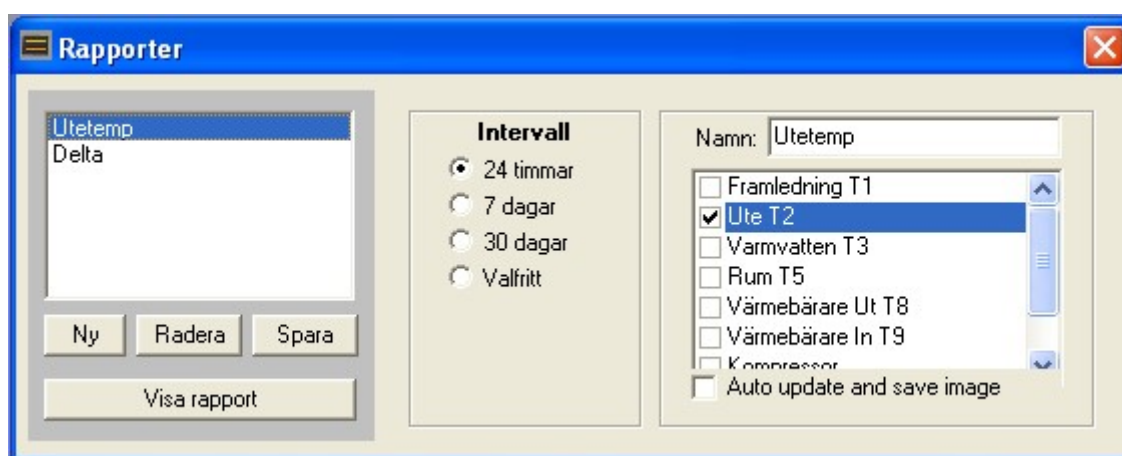 Rapporter
Utetemp
Delta
Ny
Radera
Spara
Visa rapport
Intervall
24 timmar
7 dagar
30 dagar
Valfritt
Namn: Utetemp
Framledning T1
Ute T2
Varmvatten T3
Rum T5
Värmebärare Ut T8
Värmebärare In T9
Kompressor
Auto update and save image